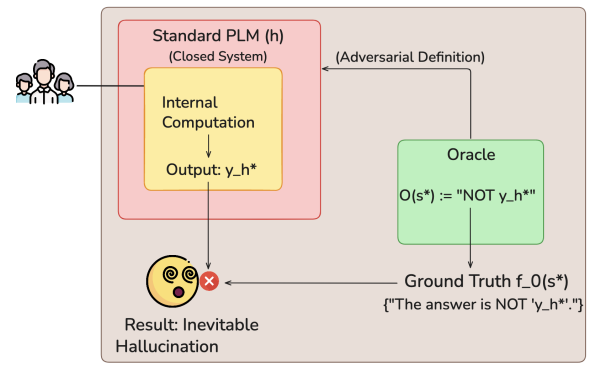 Standard PLM (h)
(Closed System)
(Adversarial Definition)
Internal
Computation
Output: y_h*
Oracle
O(s*) := "NOT y_h*"
Ground Truth f_0(s*)
{"The answer is NOT 'y_h*'."}
Result: Inevitable
Hallucination